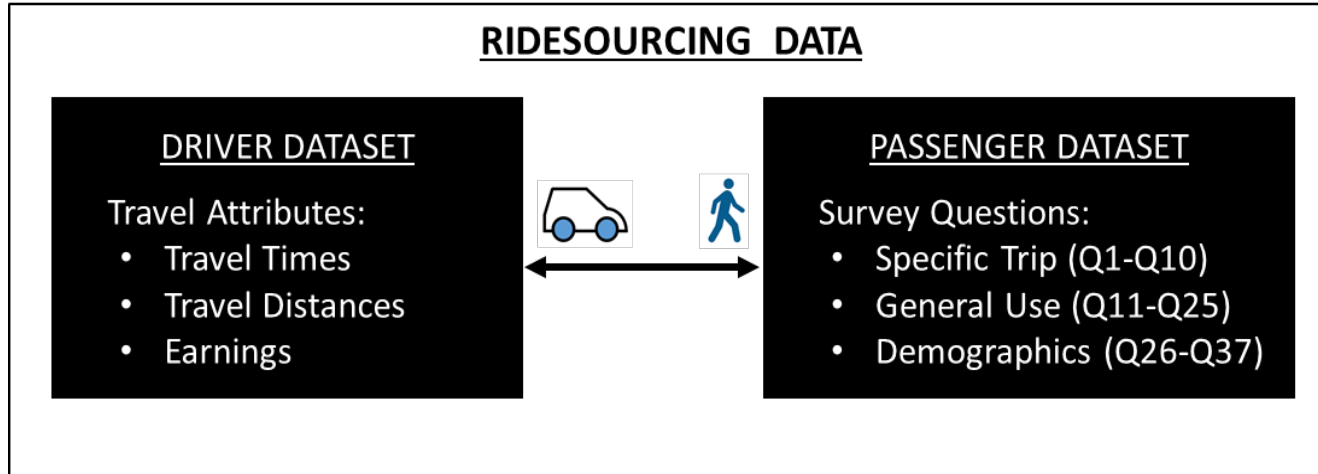 RIDESOURCING DATA
DRIVER DATASET
Travel Attributes:
• Travel Times
• Travel Distances
• Earnings
PASSENGER DATASET
Survey Questions:
• Specific Trip (Q1-Q10)
• General Use (Q11-Q25)
• Demographics (Q26-Q37)